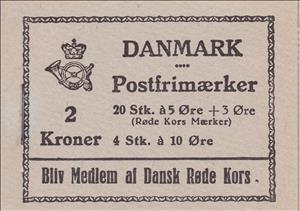 DANMARK
....
Postfrimærker
2
Kroner
20 Stk. à 5 Øre + 3 Øre
(Røde Kors Mærker)
4 Stk. à 10 Øre
Bliv Medlem af Dansk Røde Kors.